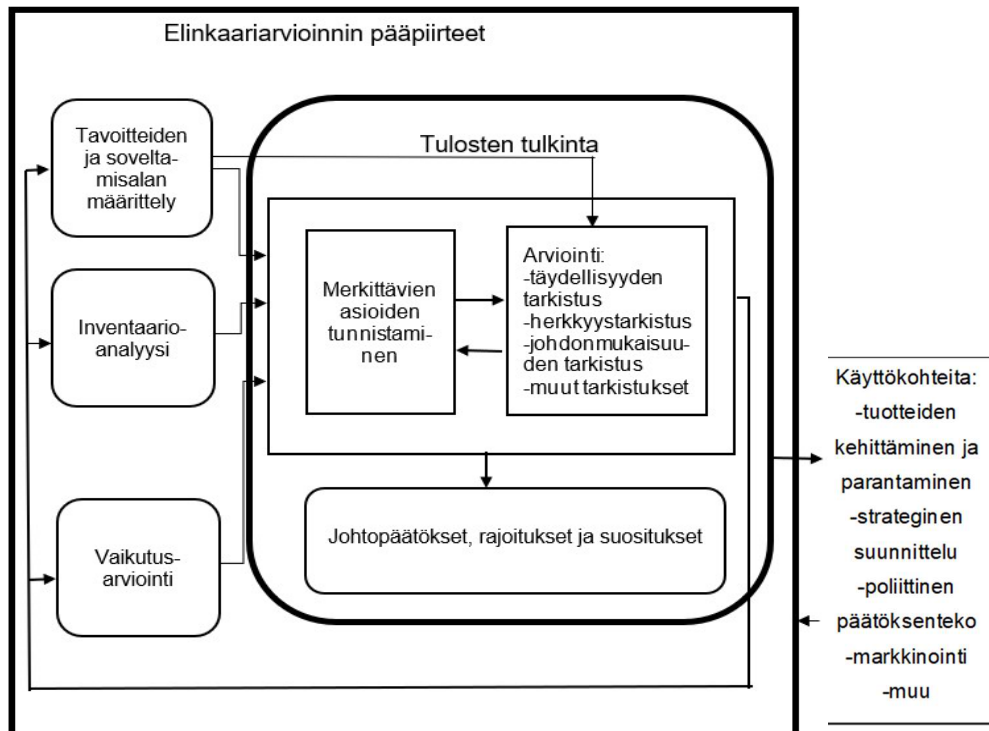 Elinkaariarvioinnin pääpiirteet
Tavoitteiden
ja sovelta-
misalan
määrittely
Inventaario-
analyysi
Vaikutus-
arviointi
Tulosten tulkinta
Merkittävien
asioiden
tunnistami-
nen
Arviointi:
-täydellisyyden
tarkistus
-herkkyystarkistus
-johdonmukaisuu-
den tarkistus
-muut tarkistukset
Johtopäätökset, rajoitukset ja suositukset
Käyttökohteita:
-tuotteiden
kehittäminen ja
parantaminen
-strateginen
suunnittelu
-poliittinen
päätöksenteko
-markkinointi
-muu